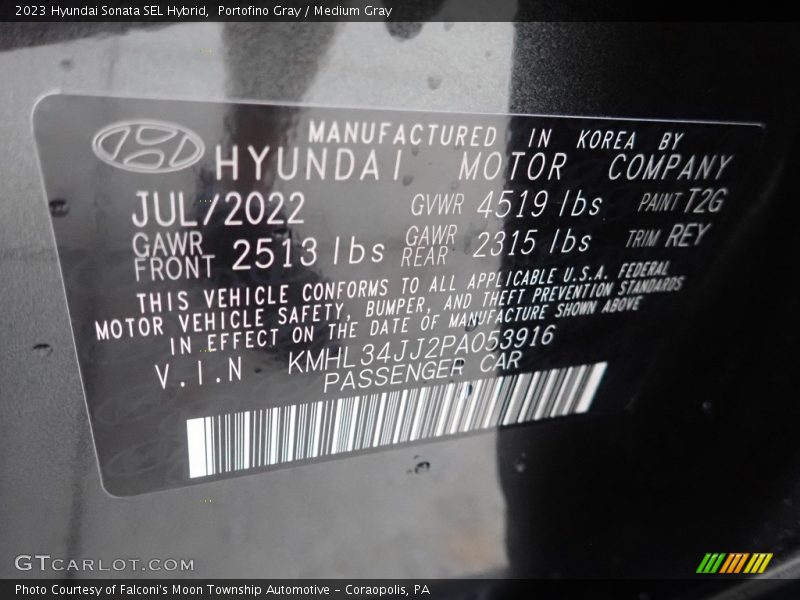 2023 Hyundai Sonata SEL Hybrid,  Portofino Gray / Medium Gray
MANUFACTURED IN KOREA BY
HYUNDAI MOTOR COMPANY
JUL/2022 GVWR 4519 lbs PAINT T2G
GAWR FRONT 2513 lbs GAWR REAR 2315 lbs TRIM REY
THIS VEHICLE CONFORMS TO ALL APPLICABLE U.S.A. FEDERAL
MOTOR VEHICLE SAFETY, BUMPER, AND THEFT PREVENTION STANDARDS
IN EFFECT ON THE DATE OF MANUFACTURE SHOWN ABOVE
V.I.N KMHL34JJ2PA053916
PASSENGER CAR
GTCARLOT.COM
Photo Courtesy of Falconi's Moon Township Automotive - Coraopolis, PA